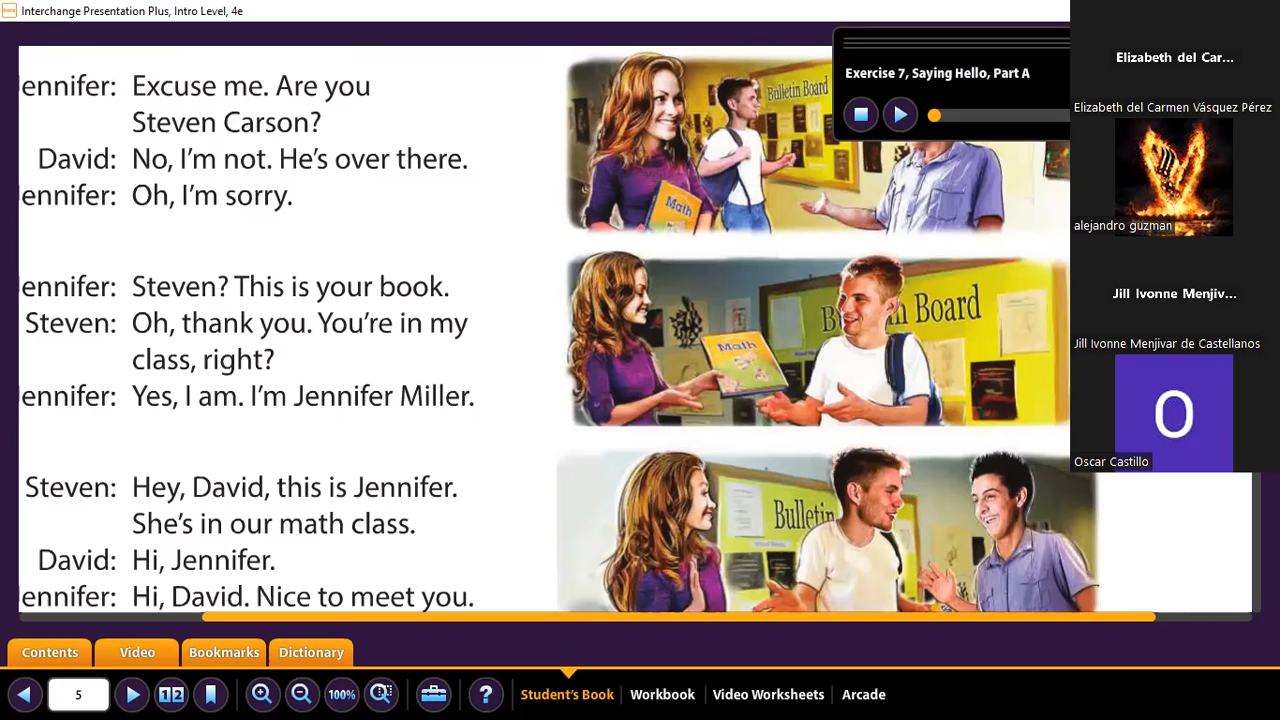 Interchange Presentation Plus, Intro Level, 4e
ennifer: Excuse me. Are you
Steven Carson?
David: No, I'm not. He's over there.
ennifer: Oh, I'm sorry.
ennifer: Steven? This is your book.
Steven: Oh, thank you. You're in my
class, right?
ennifer: Yes, I am. I'm Jennifer Miller.
Steven: Hey, David, this is Jennifer.
She's in our math class.
David: Hi, Jennifer.
ennifer: Hi, David. Nice to meet you.
Bulletin Board
Math
Board
Math
Bulletin
Exercise 7, Saying Hello, Part A
Elizabeth del Car...
Elizabeth del Carmen Vásquez Pérez
alejandro guzman
Jill Ivonne Menjiv...
Jill Ivonne Menjivar de Castellanos
O
Oscar Castillo
Contents Video Bookmarks Dictionary
5 1 2 100% ? Student's Book Workbook Video Worksheets Arcade